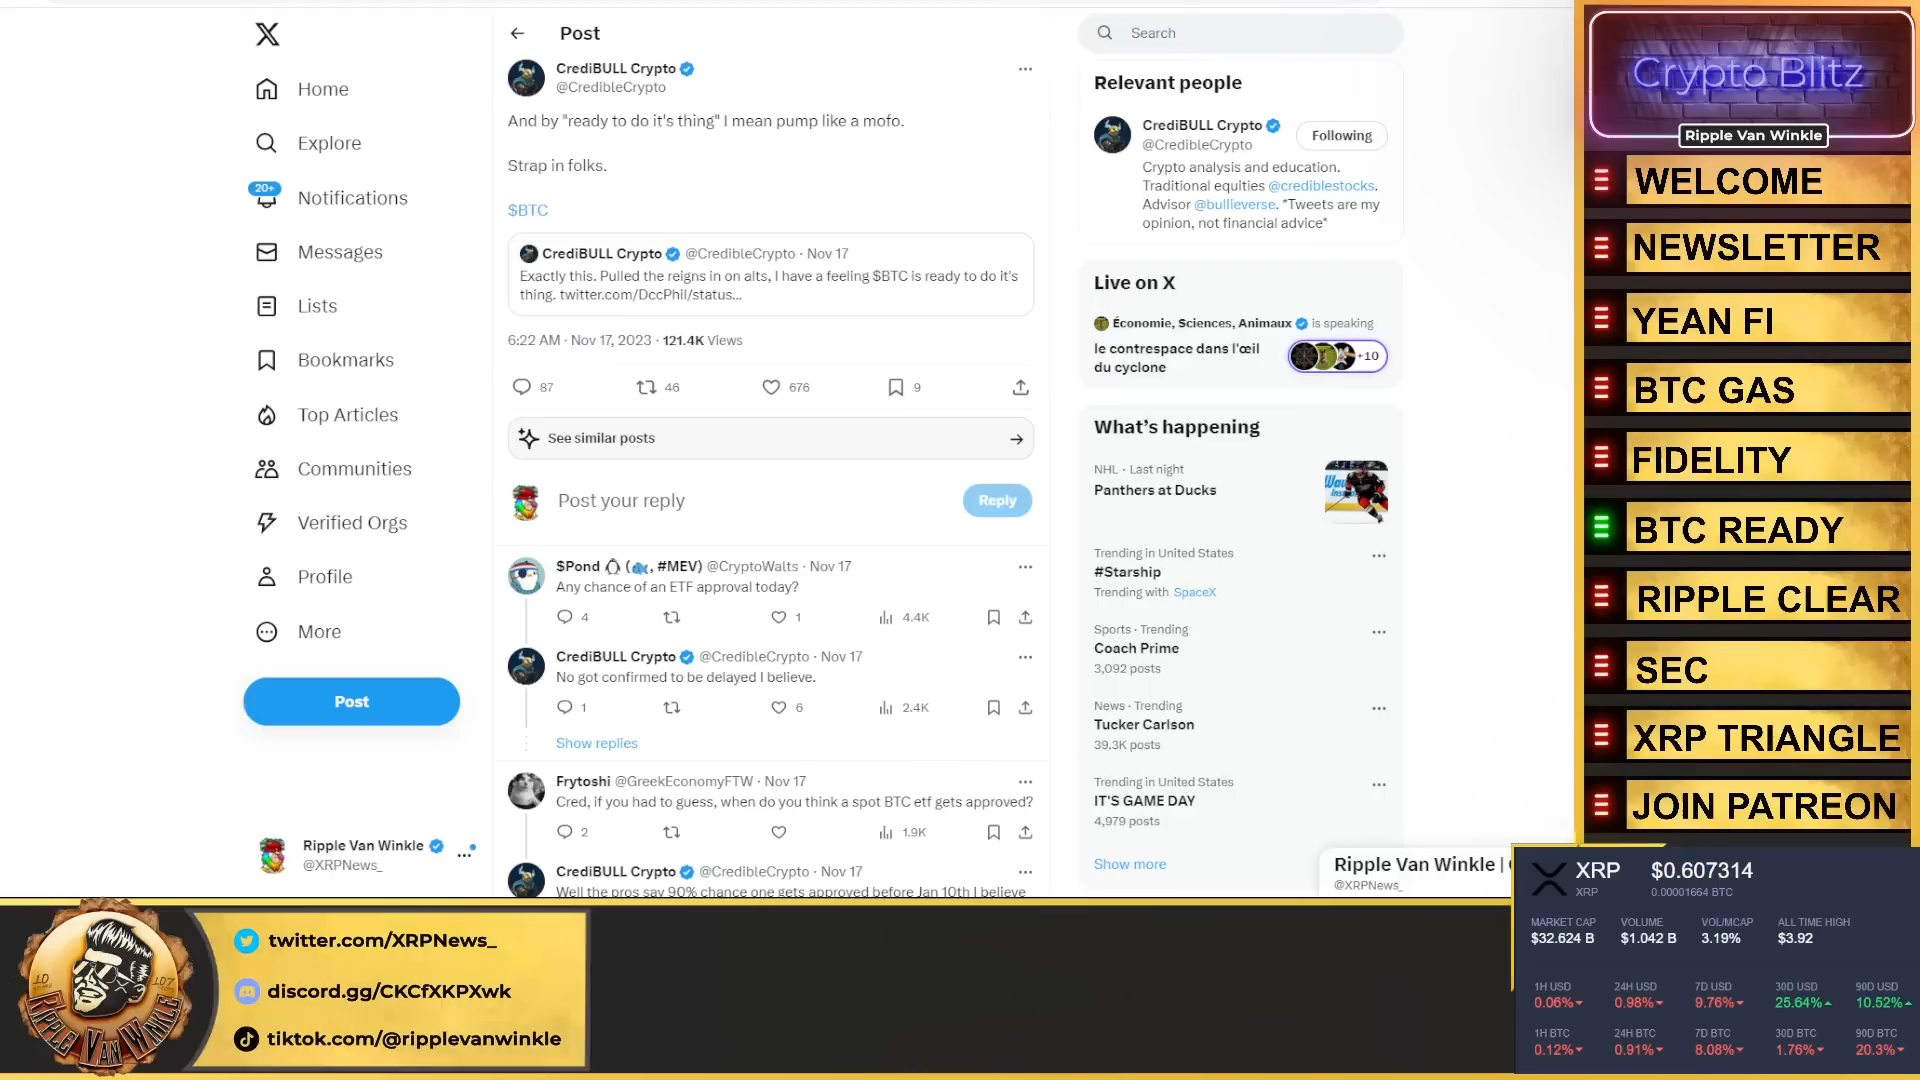 Home
Explore
20+
Notifications
Messages
Lists
Bookmarks
Top Articles
Communities
Verified Orgs
Profile
More
Post
Ripple Van Winkle
@XRPNews_
Post
CrediBULL Crypto
@CredibleCrypto
And by "ready to do it's thing" I mean pump like a mofo.
Strap in folks.
$BTC
CrediBULL Crypto @CredibleCrypto · Nov 17
Exactly this. Pulled the reigns in on alts, I have a feeling $BTC is ready to do it's
thing. twitter.com/DccPhil/status...
6:22 AM · Nov 17, 2023 · 121.4K Views
87 46 676 9
See similar posts
Post your reply
Reply
$Pond (, #MEV) @CryptoWalts · Nov 17
Any chance of an ETF approval today?
4 1 4.4K
CrediBULL Crypto @CredibleCrypto · Nov 17
No got confirmed to be delayed I believe.
1 6 2.4K
Show replies
Frytoshi @GreekEconomyFTW · Nov 17
Cred, if you had to guess, when do you think a spot BTC etf gets approved?
2 1.9K
CrediBULL Crypto @CredibleCrypto · Nov 17
Well the pros say 90% chance one gets approved before Jan 10th I believe
Search
Relevant people
CrediBULL Crypto
@CredibleCrypto
Following
Crypto analysis and education.
Traditional equities @crediblestocks.
Advisor @bullieverse. *Tweets are my
opinion, not financial advice*
Live on X
Économie, Sciences, Animaux is speaking
le contrespace dans l'œil
du cyclone
+10
What's happening
NHL · Last night
Panthers at Ducks
Trending in United States
#Starship
Trending with SpaceX
Sports · Trending
Coach Prime
3,092 posts
News · Trending
Tucker Carlson
39.3K posts
Trending in United States
IT'S GAME DAY
4,979 posts
Show more
Ripple Van Winkle |
@XRPNews_
Crypto Blitz
Ripple Van Winkle
WELCOME
NEWSLETTER
YEAN FI
BTC GAS
FIDELITY
BTC READY
RIPPLE CLEAR
SEC
XRP TRIANGLE
JOIN PATREON
XRP $0.607314
XRP 0.00001664 BTC
MARKET CAP VOLUME VOL/MCAP ALL TIME HIGH
$32.624 B $1.042 B 3.19% $3.92
1H USD 24H USD 7D USD 30D USD 90D USD
0.06% 0.98% 9.76% 25.64% 10.52%
1H BTC 24H BTC 7D BTC 30D BTC 90D BTC
0.12% 0.91% 8.08% 1.76% 20.3%
RIPPLE VAN WINKLE
twitter.com/XRPNews_
discord.gg/CKCfXKPXwk
tiktok.com/@ripplevanwinkle